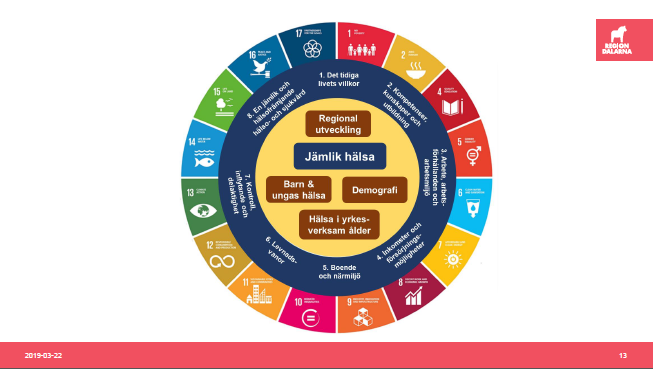 17
1
2
4
5
6
7
8
9
10
11
12
13
14
15
16
1. Det tidiga
livets villkor
2. Kompetenser,
kunskaper och
utbildning
3. Arbete, arbets-
förhållanden och
arbetsmiljö
4. Inkomster och
försörjnings-
möjligheter
5. Boende
och närmiljö
6. Levnads-
vanor
7. Kontroll,
inflytande och
delaktighet
8. En jämlik och
hälsofrämjande
hälso- och sjukvård
Regional
utveckling
Jämlik hälsa
Barn &
ungas hälsa
Demografi
Hälsa i yrkes-
verksam ålder
REGION
DALARNA
2019-03-22
13